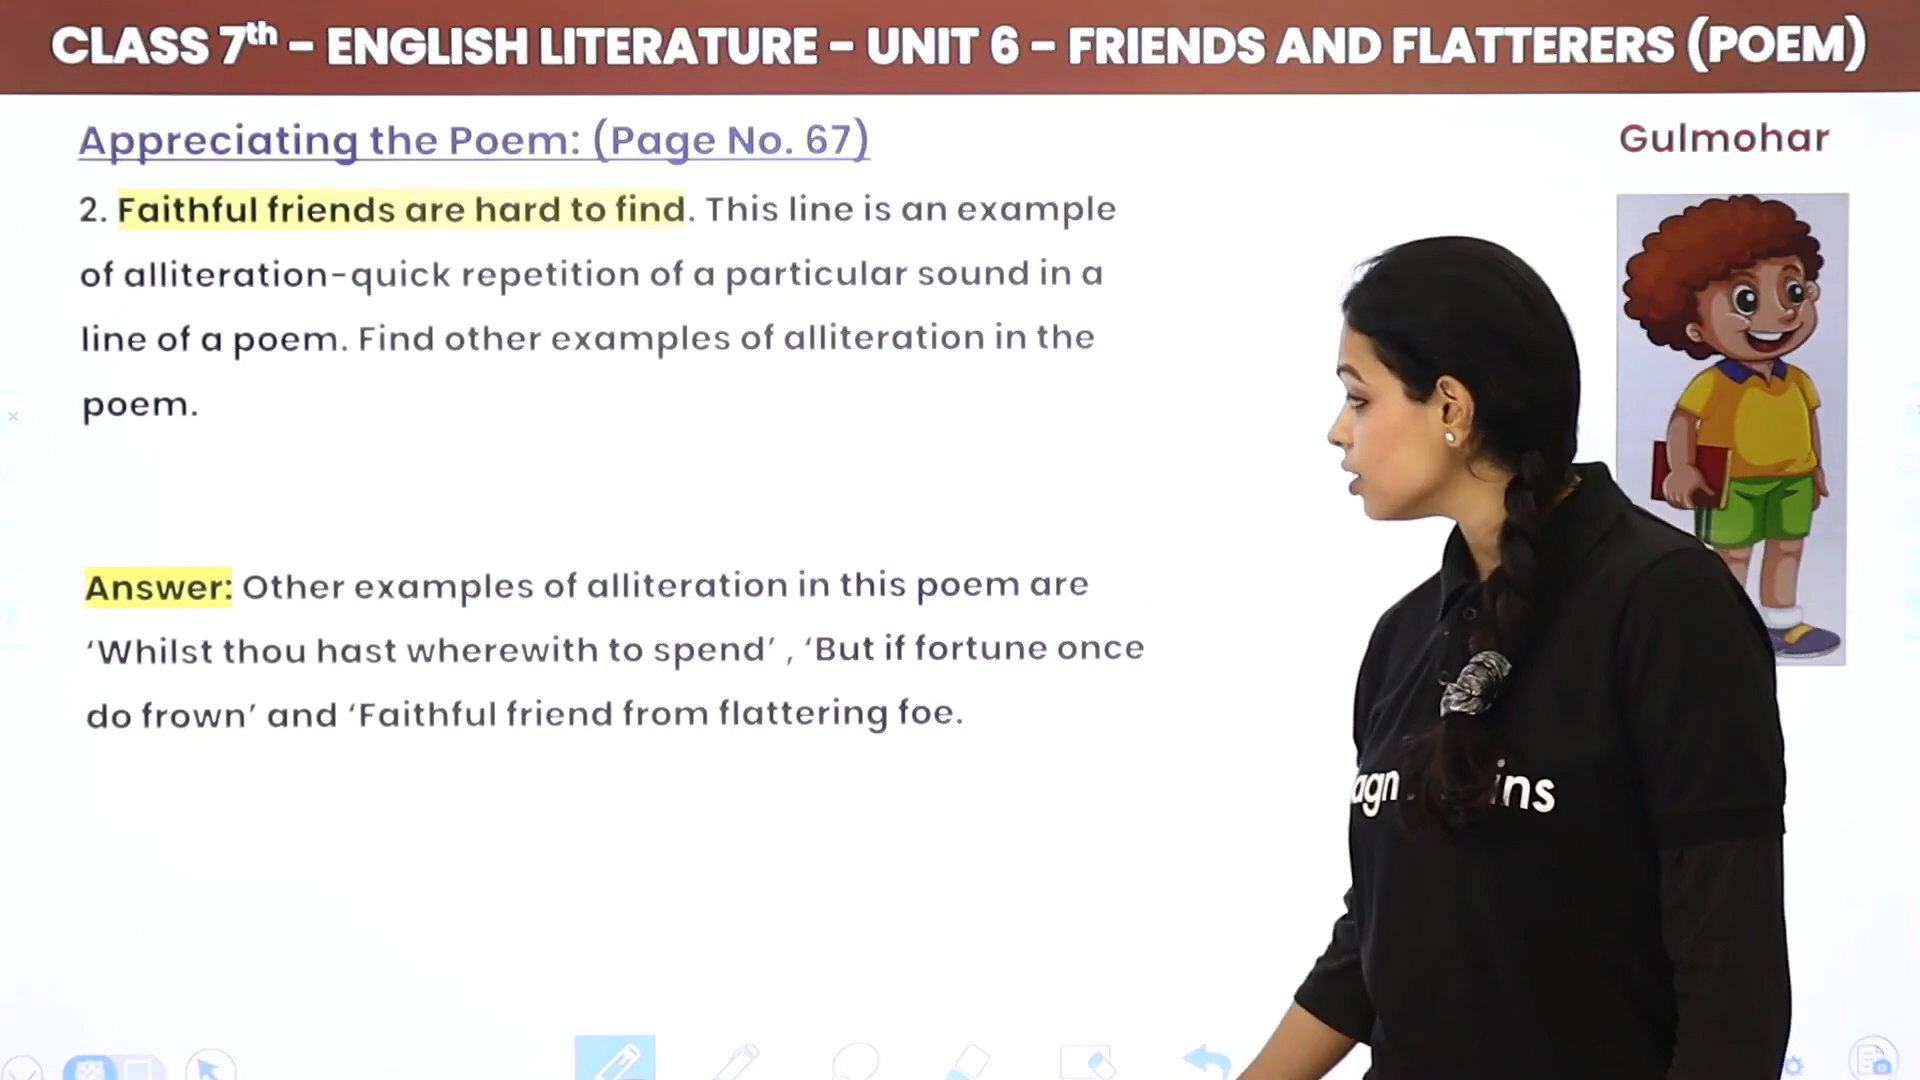 CLASS 7th – ENGLISH LITERATURE – UNIT 6 – FRIENDS AND FLATTERERS (POEM)
Appreciating the Poem: (Page No. 67)
Gulmohar
2. Faithful friends are hard to find. This line is an example
of alliteration-quick repetition of a particular sound in a
line of a poem. Find other examples of alliteration in the
poem.
Answer: Other examples of alliteration in this poem are
‘Whilst thou hast wherewith to spend’ , ‘But if fortune once
do frown’ and ‘Faithful friend from flattering foe.